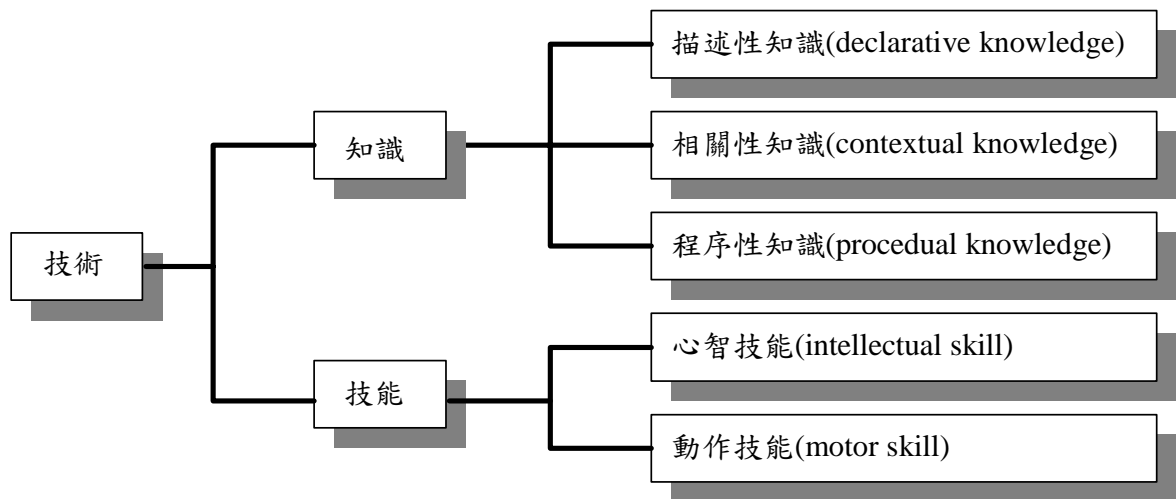 技術
知識
描述性知識(declarative knowledge)
相關性知識(contextual knowledge)
程序性知識(procedual knowledge)
技能
心智技能(intellectual skill)
動作技能(motor skill)